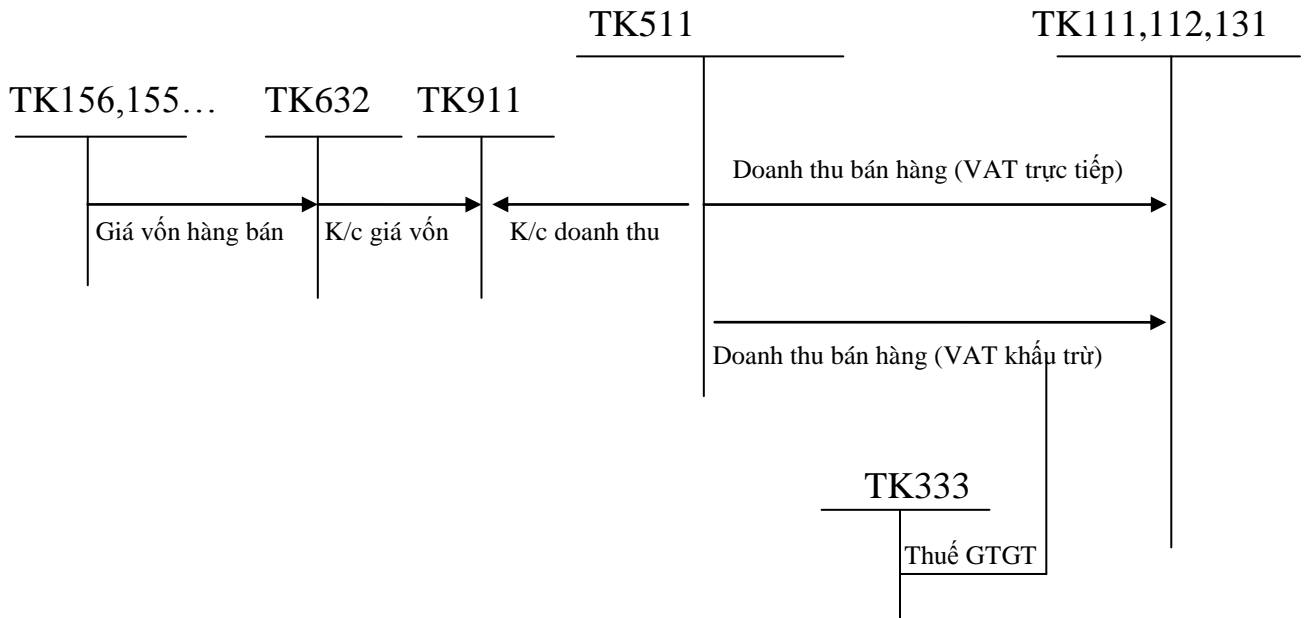 TK511
TK111,112,131
TK156,155…
TK632
TK911
Doanh thu bán hàng (VAT trực tiếp)
Giá vốn hàng bán
K/c giá vốn
K/c doanh thu
Doanh thu bán hàng (VAT khấu trừ)
TK333
Thuế GTGT